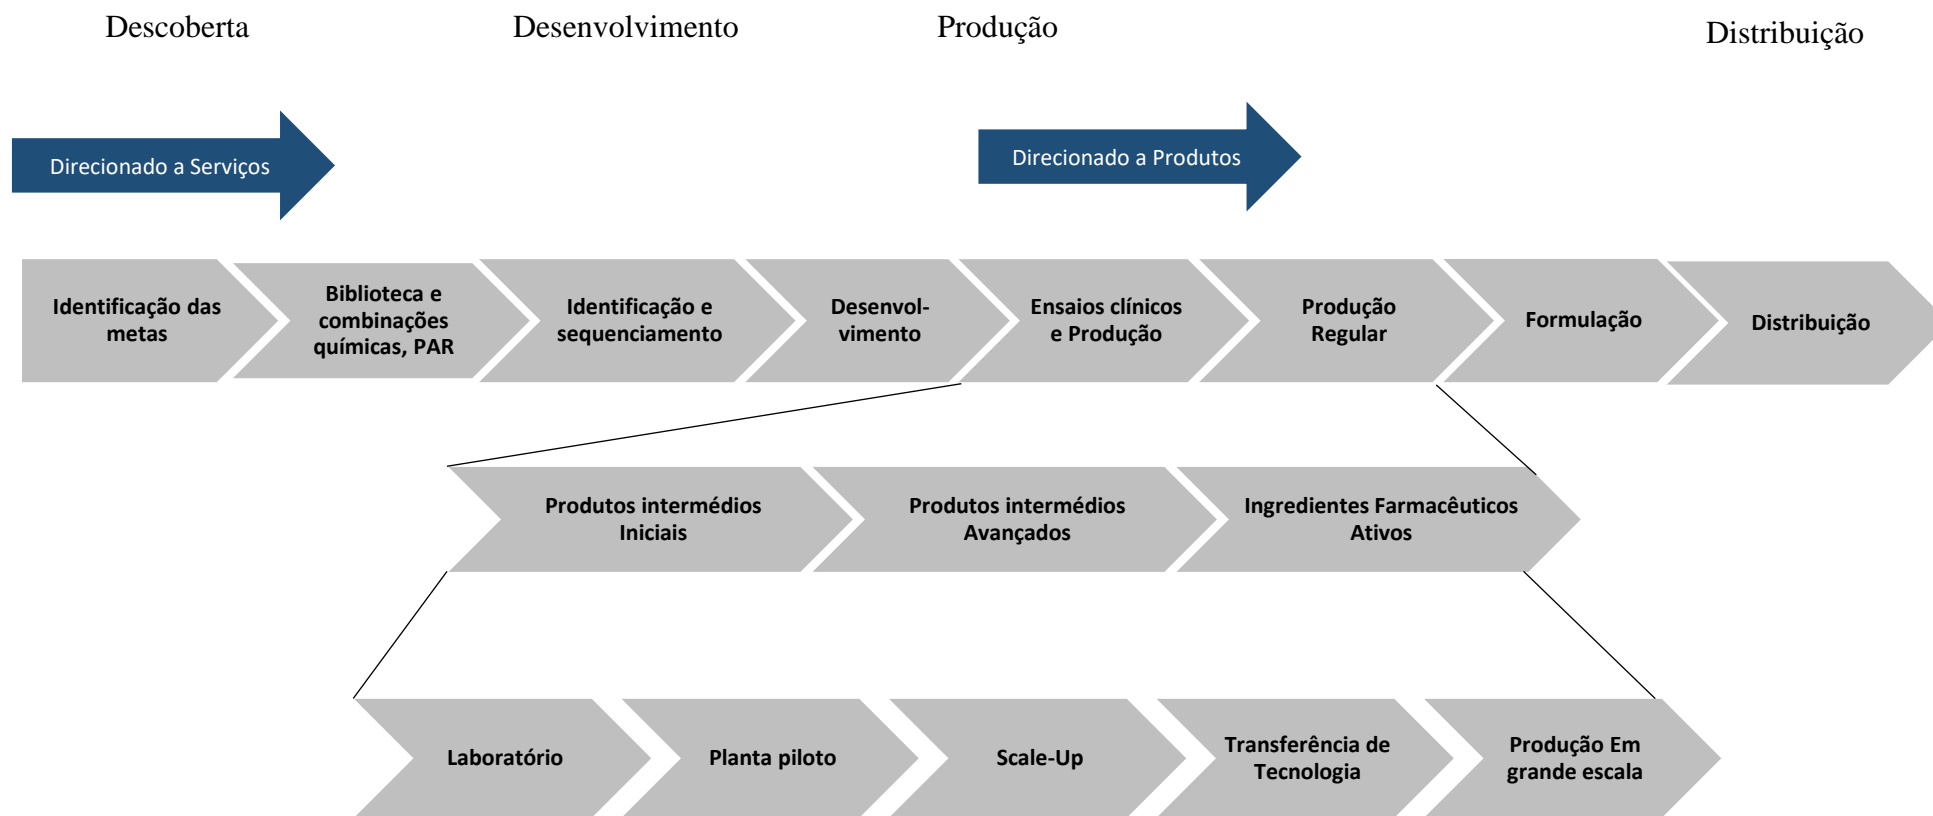 Descoberta
Desenvolvimento
Produção
Distribuição
Direcionado a Serviços
Direcionado a Produtos
Identificação das
metas
Biblioteca e
combinações
químicas, PAR
Identificação e
sequenciamento
Desenvol-
vimento
Ensaios clínicos
e Produção
Produção
Regular
Formulação
Distribuição
Produtos intermédios
Iniciais
Produtos intermédios
Avançados
Ingredientes Farmacêuticos
Ativos
Laboratório
Planta piloto
Scale-Up
Transferência de
Tecnologia
Produção Em
grande escala